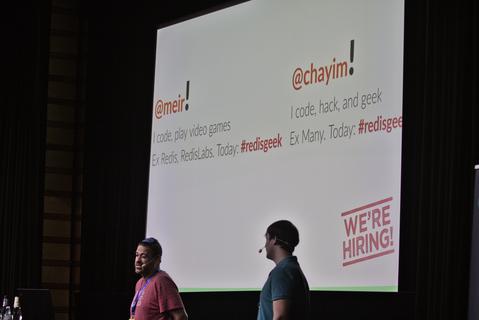 @meir!
I code, play video games
Ex Redis, RedisLabs. Today: #redisgeek
@chayim!
I code, hack, and geek
Ex Many. Today: #redisgee
WE'RE
HIRING!